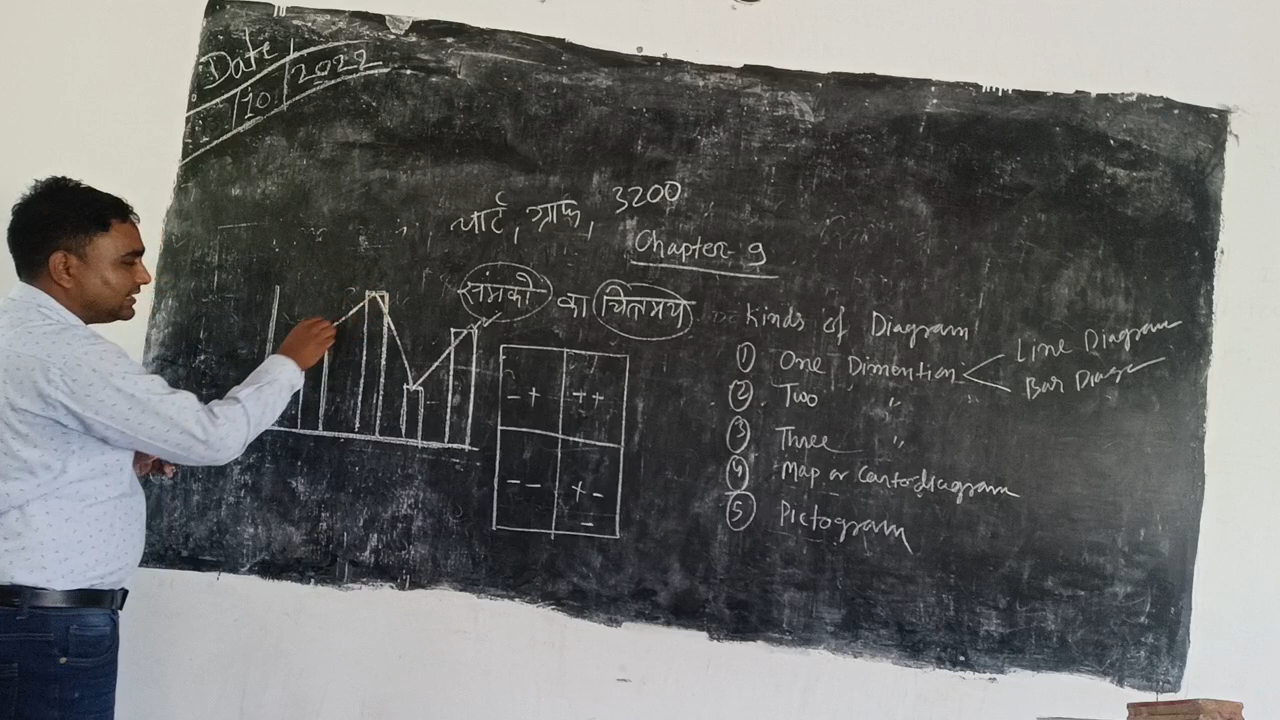 Date
10 2022
चार्ट, ग्राफ, 3200
Chapter-9
समंको का चित्रमय
Kinds of Diagram
① One Dimention < Line Diagram
Bar Diagr
② Two "
③ Three "
④ Map or Cartodiagram
⑤ Pictogram
- + ++
-- +-
-